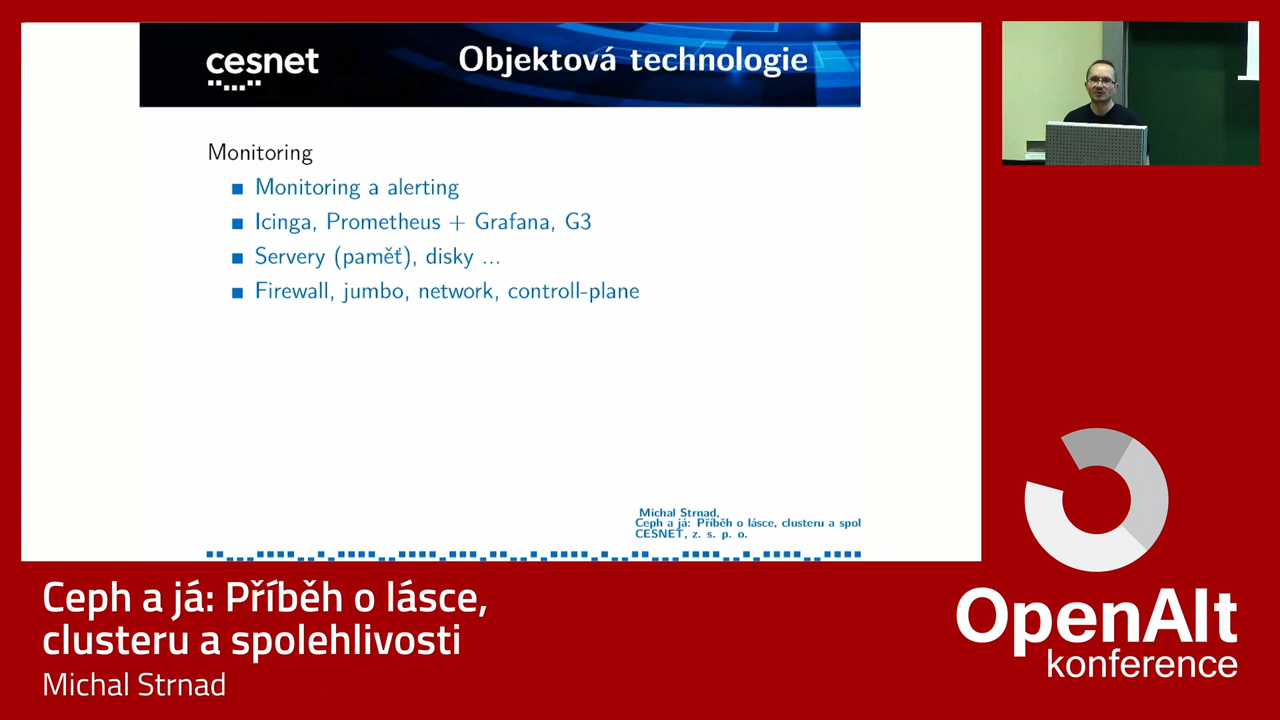 cesnet
Objektová technologie
Monitoring
Monitoring a alerting
Icinga, Prometheus + Grafana, G3
Servery (paměť), disky ...
Firewall, jumbo, network, controll-plane
Michal Strnad,
Ceph a já: Příběh o lásce, clusteru a spol
CESNET, z. s. p. o.
Ceph a já: Příběh o lásce,
clusteru a spolehlivosti
Michal Strnad
OpenAlt
konference